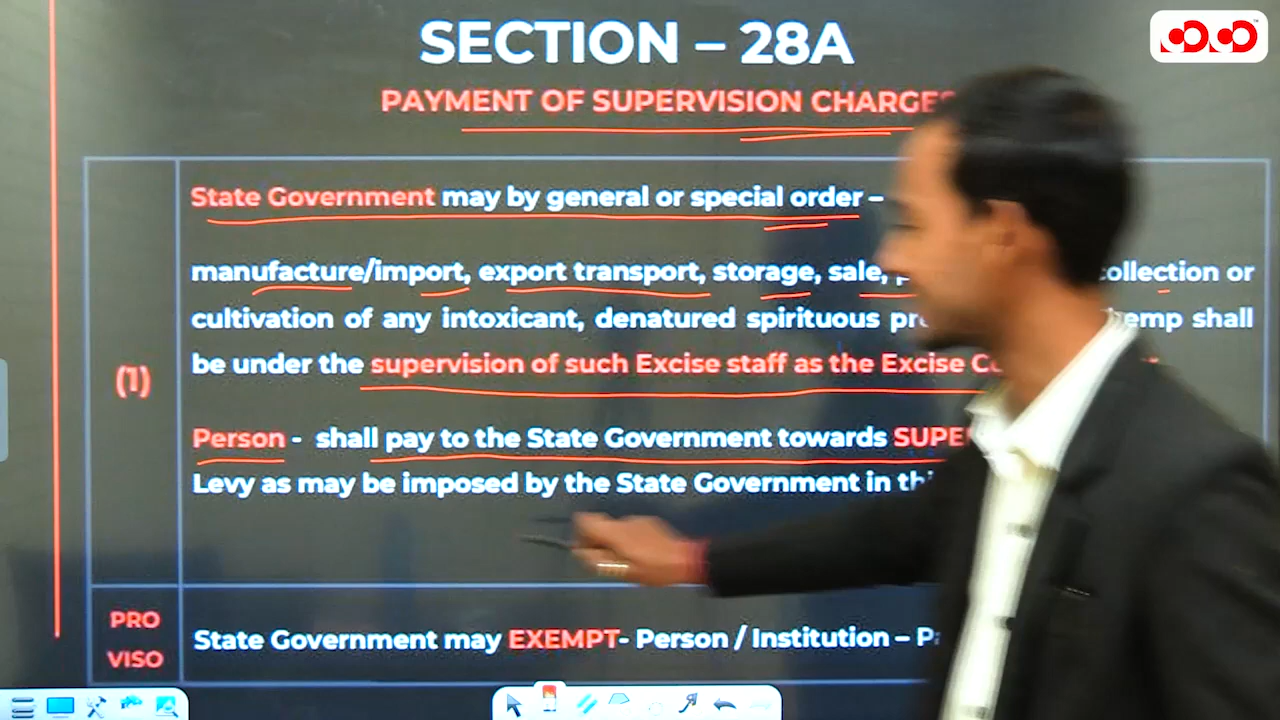 SECTION – 28A
PAYMENT OF SUPERVISION CHARGES
State Government may by general or special order –
manufacture/import, export transport, storage, sale, collection or
cultivation of any intoxicant, denatured spirituous hemp shall
(1)
be under the supervision of such Excise staff as the Excise
Person - shall pay to the State Government towards
Levy as may be imposed by the State Government in
PRO
VISO
State Government may EXEMPT- Person / Institution –